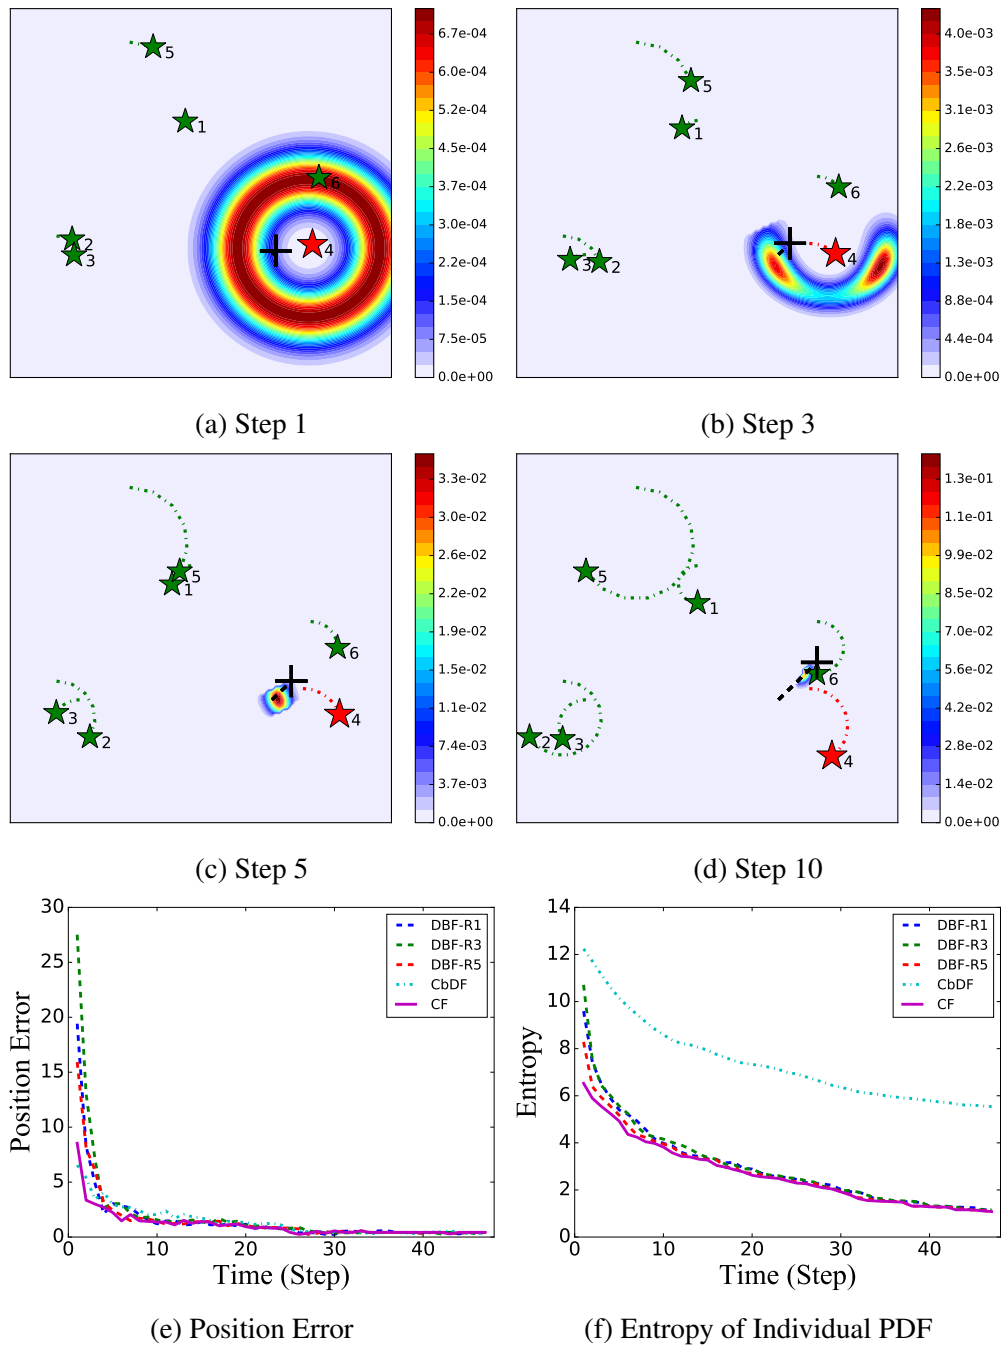 5
1
6
2
3
4
6.7e-04
6.0e-04
5.2e-04
4.5e-04
3.7e-04
3.0e-04
2.2e-04
1.5e-04
7.5e-05
0.0e+00
(a) Step 1
5
1
6
3
2
4
4.0e-03
3.5e-03
3.1e-03
2.6e-03
2.2e-03
1.8e-03
1.3e-03
8.8e-04
4.4e-04
0.0e+00
(b) Step 3
5
1
6
3
2
4
3.3e-02
3.0e-02
2.6e-02
2.2e-02
1.9e-02
1.5e-02
1.1e-02
7.4e-03
3.7e-03
0.0e+00
(c) Step 5
5
1
6
2
3
4
1.3e-01
1.1e-01
9.9e-02
8.5e-02
7.0e-02
5.6e-02
4.2e-02
2.8e-02
1.4e-02
0.0e+00
(d) Step 10
30
25
20
15
10
5
0
Position Error
DBF-R1
DBF-R3
DBF-R5
CbDF
CF
0 10 20 30 40
Time (Step)
(e) Position Error
14
12
10
8
6
4
2
0
Entropy
DBF-R1
DBF-R3
DBF-R5
CbDF
CF
0 10 20 30 40
Time (Step)
(f) Entropy of Individual PDF